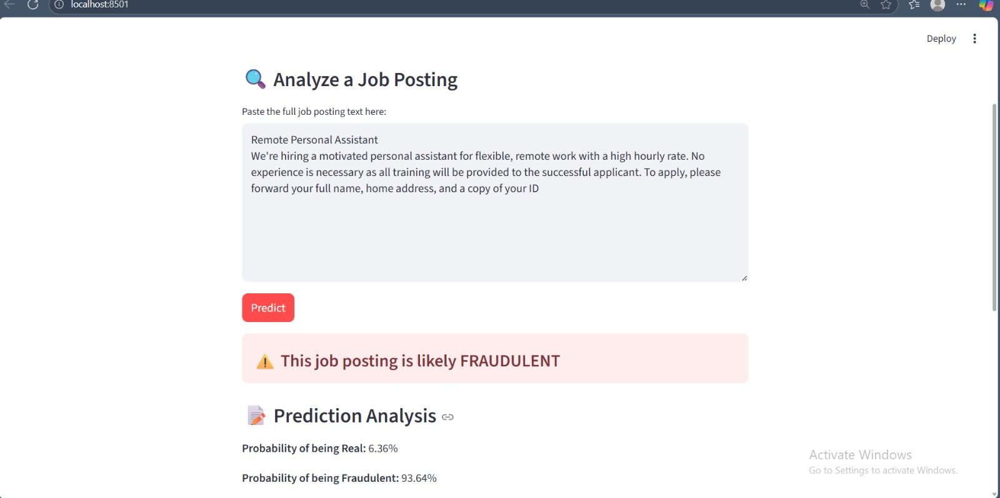 localhost:8501
Deploy
Analyze a Job Posting
Paste the full job posting text here:
Remote Personal Assistant
We're hiring a motivated personal assistant for flexible, remote work with a high hourly rate. No
experience is necessary as all training will be provided to the successful applicant. To apply, please
forward your full name, home address, and a copy of your ID
Predict
This job posting is likely FRAUDULENT
Prediction Analysis
Probability of being Real: 6.36%
Probability of being Fraudulent: 93.64%
Activate Windows
Go to Settings to activate Windows.